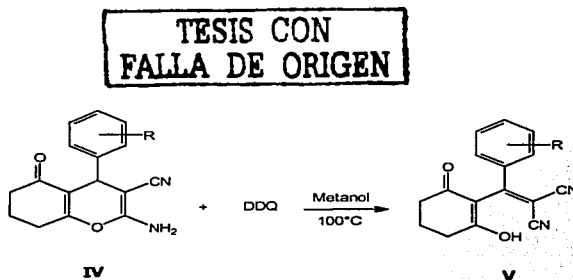 TESIS CON
FALLA DE ORIGEN
R
O
CN
O
NH₂
IV
+
DDQ
Metanol
100°C
R
O
CN
CN
OH
V